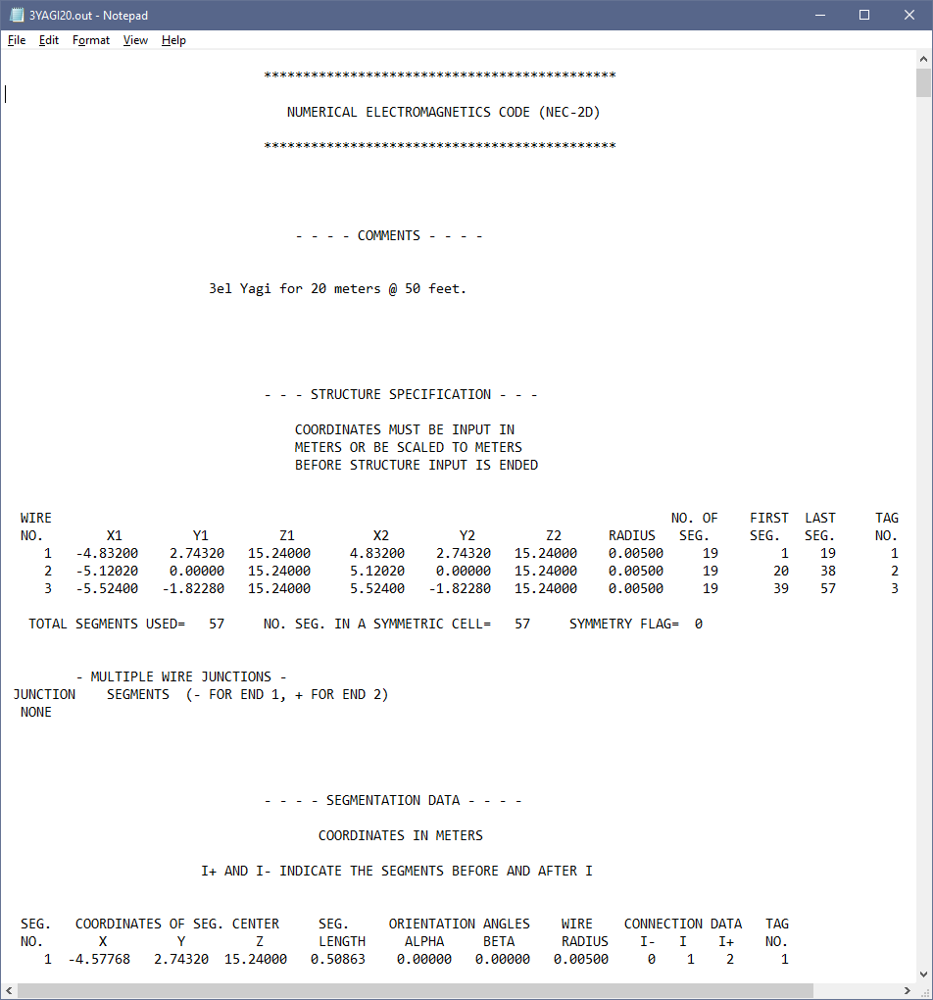 3YAGI20.out - Notepad
File Edit Format View Help
*********************************************
NUMERICAL ELECTROMAGNETICS CODE (NEC-2D)
*********************************************
- - - - COMMENTS - - - -
3el Yagi for 20 meters @ 50 feet.
- - - STRUCTURE SPECIFICATION - - -
COORDINATES MUST BE INPUT IN
METERS OR BE SCALED TO METERS
BEFORE STRUCTURE INPUT IS ENDED
WIRE NO. OF FIRST LAST TAG
NO. X1 Y1 Z1 X2 Y2 Z2 RADIUS SEG. SEG. SEG. NO.
1 -4.83200 2.74320 15.24000 4.83200 2.74320 15.24000 0.00500 19 1 19 1
2 -5.12020 0.00000 15.24000 5.12020 0.00000 15.24000 0.00500 19 20 38 2
3 -5.52400 -1.82280 15.24000 5.52400 -1.82280 15.24000 0.00500 19 39 57 3
TOTAL SEGMENTS USED= 57 NO. SEG. IN A SYMMETRIC CELL= 57 SYMMETRY FLAG= 0
- MULTIPLE WIRE JUNCTIONS -
JUNCTION SEGMENTS (- FOR END 1, + FOR END 2)
NONE
- - - - SEGMENTATION DATA - - - -
COORDINATES IN METERS
I+ AND I- INDICATE THE SEGMENTS BEFORE AND AFTER I
SEG. COORDINATES OF SEG. CENTER SEG. ORIENTATION ANGLES WIRE CONNECTION DATA TAG
NO. X Y Z LENGTH ALPHA BETA RADIUS I- I I+ NO.
1 -4.57768 2.74320 15.24000 0.50863 0.00000 0.00000 0.00500 0 1 2 1